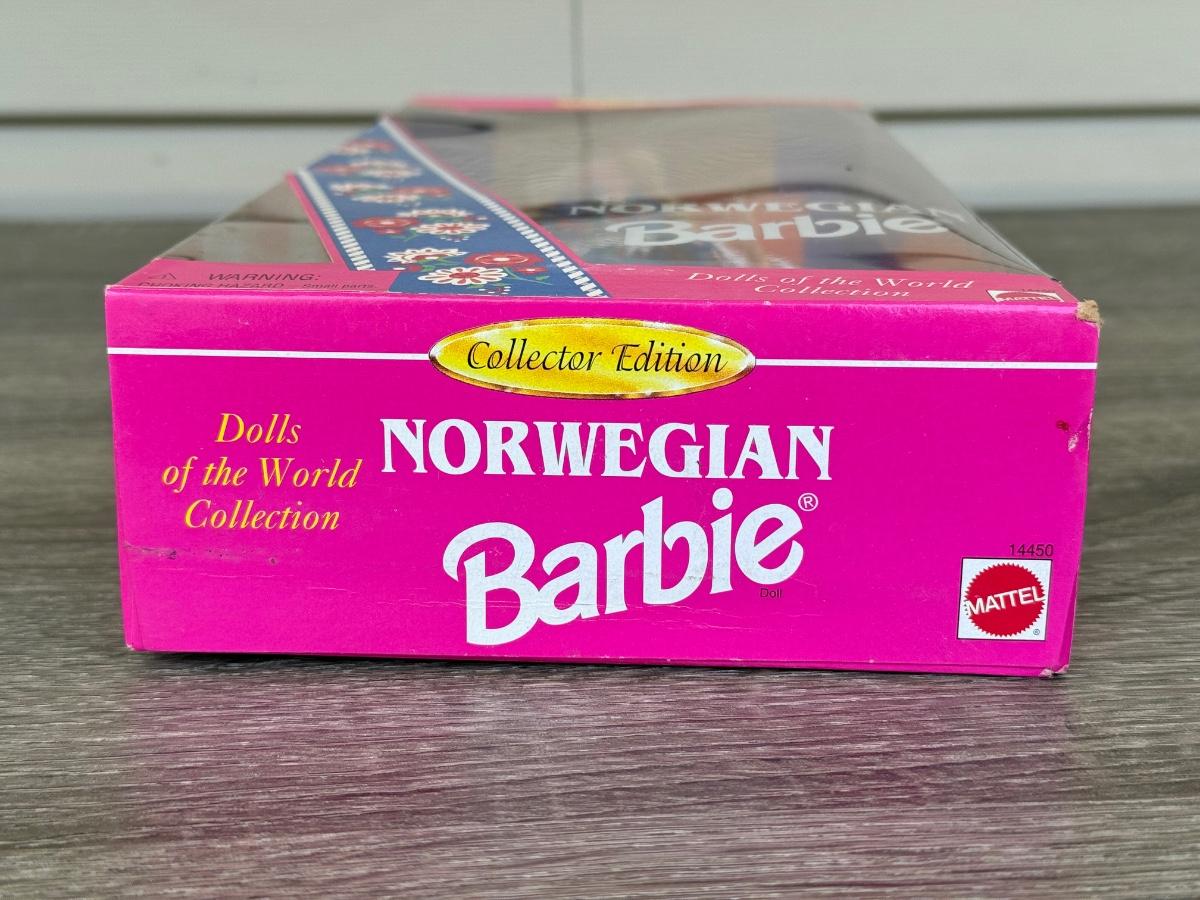 NORWEGIAN
Barbie
WARNING:
CHOKING HAZARD – Small parts.
Dolls of the World
Collection
MATTEL
Collector Edition
Dolls
of the World
Collection
NORWEGIAN
Barbie®
Doll
14450
MATTEL
®